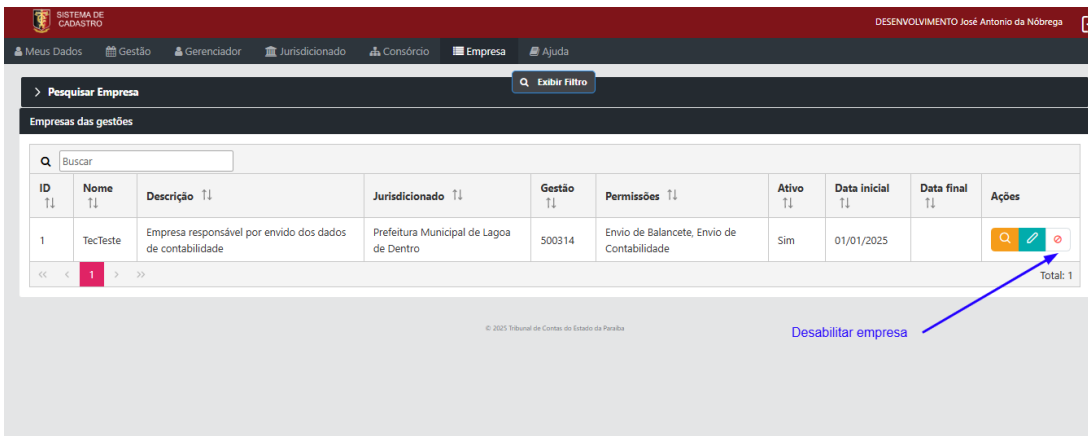 SISTEMA DE
CADASTRO
DESENVOLVIMENTO José Antonio da Nóbrega
Meus Dados Gestão Gerenciador Jurisdicionado Consórcio Empresa Ajuda
Exibir Filtro
> Pesquisar Empresa
Empresas das gestões
Buscar
ID Nome Descrição Jurisdicionado Gestão Permissões Ativo Data inicial Data final Ações
1 TecTeste Empresa responsável por envido dos dados de contabilidade Prefeitura Municipal de Lagoa de Dentro 500314 Envio de Balancete, Envio de Contabilidade Sim 01/01/2025
<< < 1 > >> Total: 1
© 2025 Tribunal de Contas do Estado da Paraíba
Desabilitar empresa